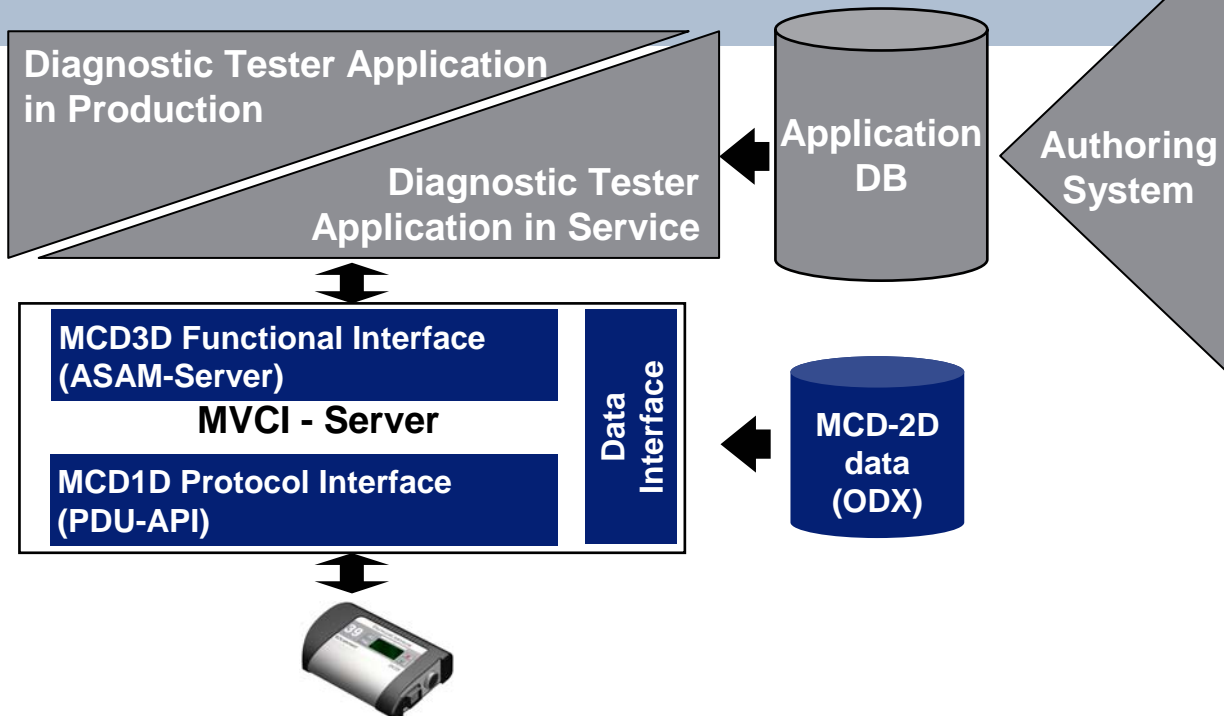 Diagnostic Tester Application
in Production
Diagnostic Tester
Application in Service
Application
DB
Authoring
System
MCD3D Functional Interface
(ASAM-Server)
MVCI - Server
MCD1D Protocol Interface
(PDU-API)
Data
Interface
MCD-2D
data
(ODX)
39